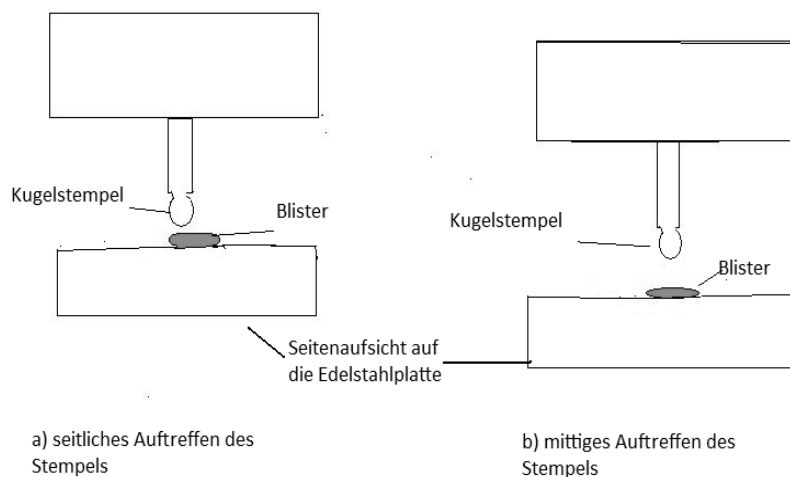 Kugelstempel
Blister
Kugelstempel
Blister
Seitenaufsicht auf
die Edelstahlplatte
a) seitliches Auftreffen des
Stempels
b) mittiges Auftreffen des
Stempels